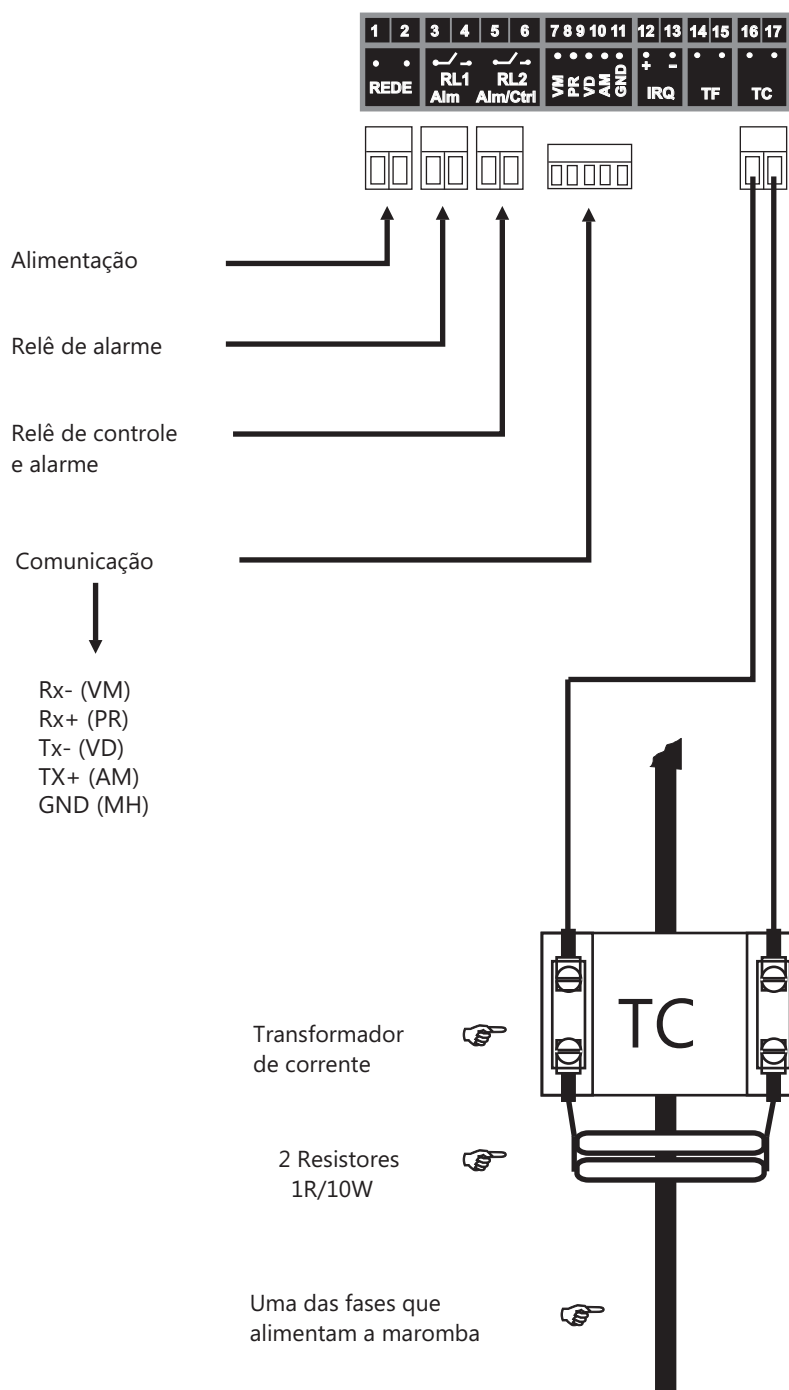 1 2 3 4 5 6 7 8 9 10 11 12 13 14 15 16 17
+ -
REDE RL1 RL2 VM PR VD AM GND IRQ TF TC
Alm Alm/Ctrl
Alimentação
Relê de alarme
Relê de controle
e alarme
Comunicação
Rx- (VM)
Rx+ (PR)
Tx- (VD)
TX+ (AM)
GND (MH)
TC
Transformador
de corrente
2 Resistores
1R/10W
Uma das fases que
alimentam a maromba